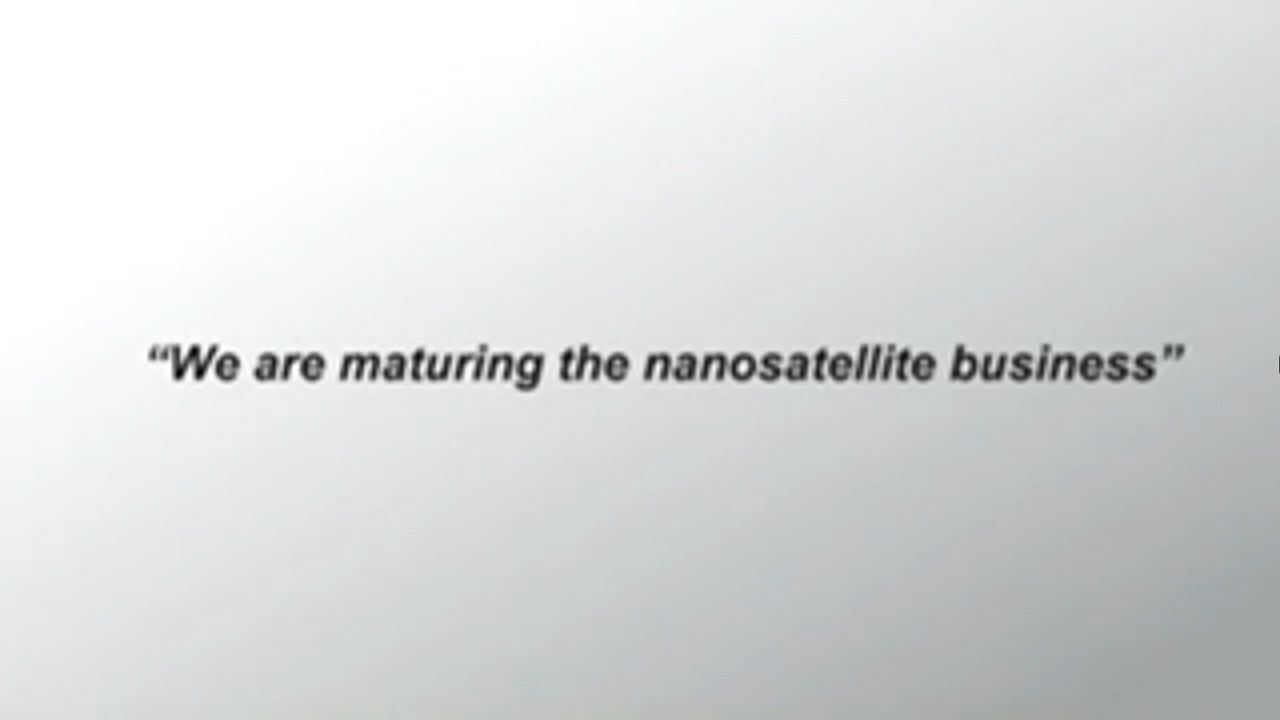 “We are maturing the nanosatellite business”